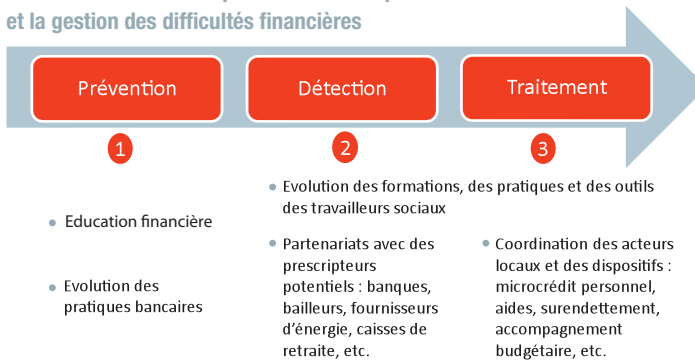 et la gestion des difficultés financières
Prévention
Détection
Traitement
1
2
3
• Evolution des formations, des pratiques et des outils
des travailleurs sociaux
• Education financière
• Evolution des
pratiques bancaires
• Partenariats avec des
prescripteurs
potentiels : banques,
bailleurs, fournisseurs
d’énergie, caisses de
retraite, etc.
• Coordination des acteurs
locaux et des dispositifs :
microcrédit personnel,
aides, surendettement,
accompagnement
budgétaire, etc.